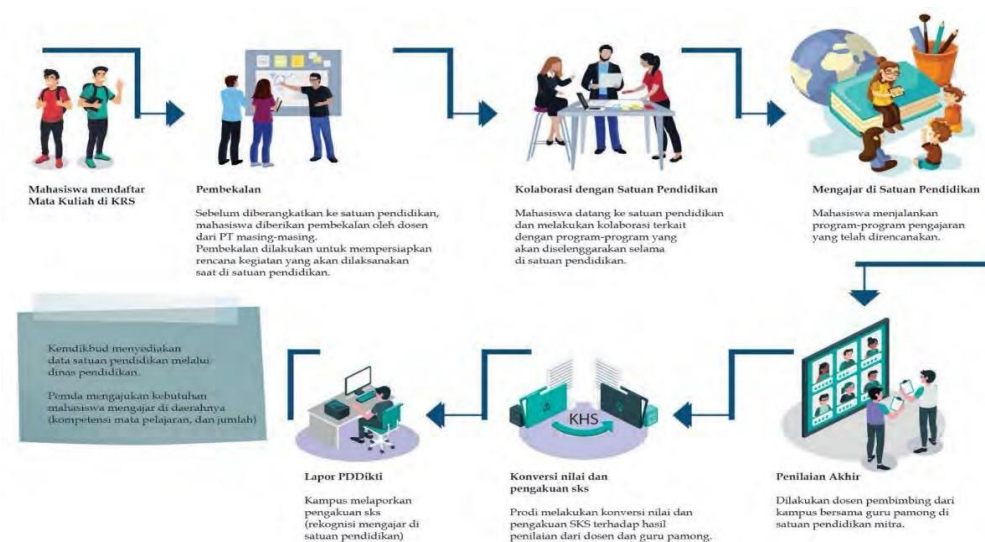 Mahasiswa mendaftar
Mata Kuliah di KRS
Pembekalan
Sebelum diberangkatkan ke satuan pendidikan,
mahasiswa diberikan pembekalan oleh dosen
dari PT masing-masing.
Pembekalan dilakukan untuk mempersiapkan
rencana kegiatan yang akan dilaksanakan
saat di satuan pendidikan.
Kolaborasi dengan Satuan Pendidikan
Mahasiswa datang ke satuan pendidikan
dan melakukan kolaborasi terkait
dengan program-program yang
akan diselenggarakan selama
di satuan pendidikan.
Mengajar di Satuan Pendidikan
Mahasiswa menjalankan
program-program pengajaran
yang telah direncanakan.
Kemdikbud menyediakan
data satuan pendidikan melalui
dinas pendidikan.
Pemda mengajukan kebutuhan
mahasiswa mengajar di daerahnya
(kompetensi mata pelajaran, dan jumlah)
Lapor PDDikti
Kampus melaporkan
pengakuan sks
(rekognisi mengajar di
satuan pendidikan)
KHS
Konversi nilai dan
pengakuan sks
Prodi melakukan konversi nilai dan
pengakuan SKS terhadap hasil
penilaian dari dosen dan guru pamong.
Penilaian Akhir
Dilakukan dosen pembimbing dari
kampus bersama guru pamong di
satuan pendidikan mitra.